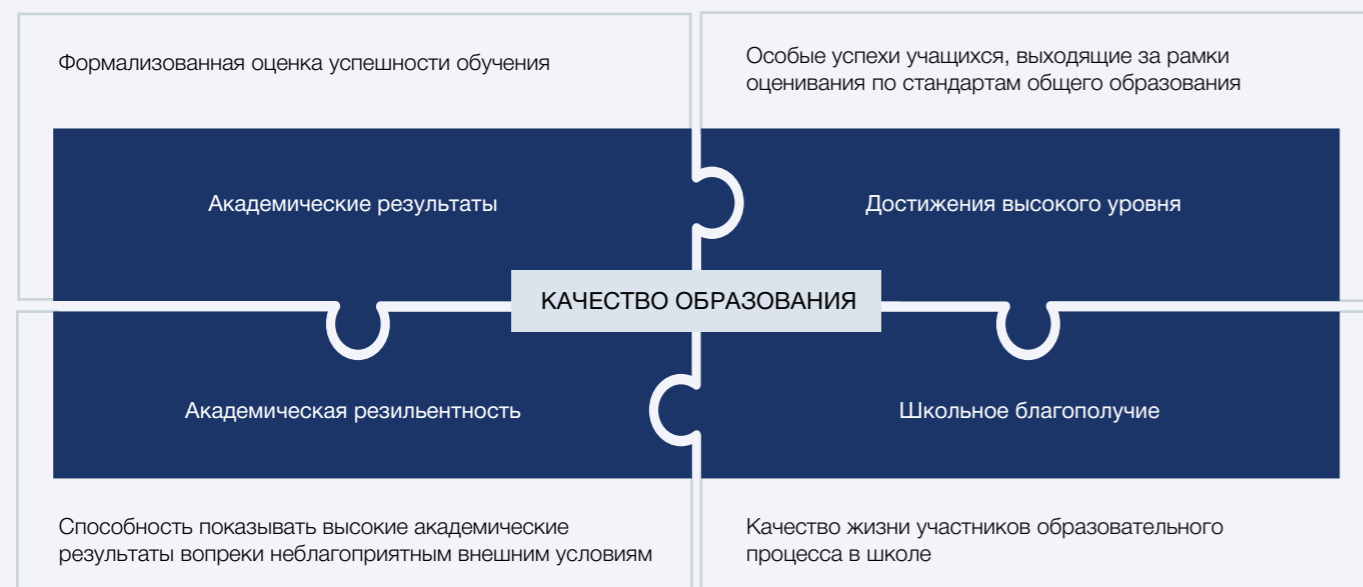 Формализованная оценка успешности обучения
Особые успехи учащихся, выходящие за рамки
оценивания по стандартам общего образования
Академические результаты
Достижения высокого уровня
КАЧЕСТВО ОБРАЗОВАНИЯ
Академическая резильентность
Школьное благополучие
Способность показывать высокие академические
результаты вопреки неблагоприятным внешним условиям
Качество жизни участников образовательного
процесса в школе